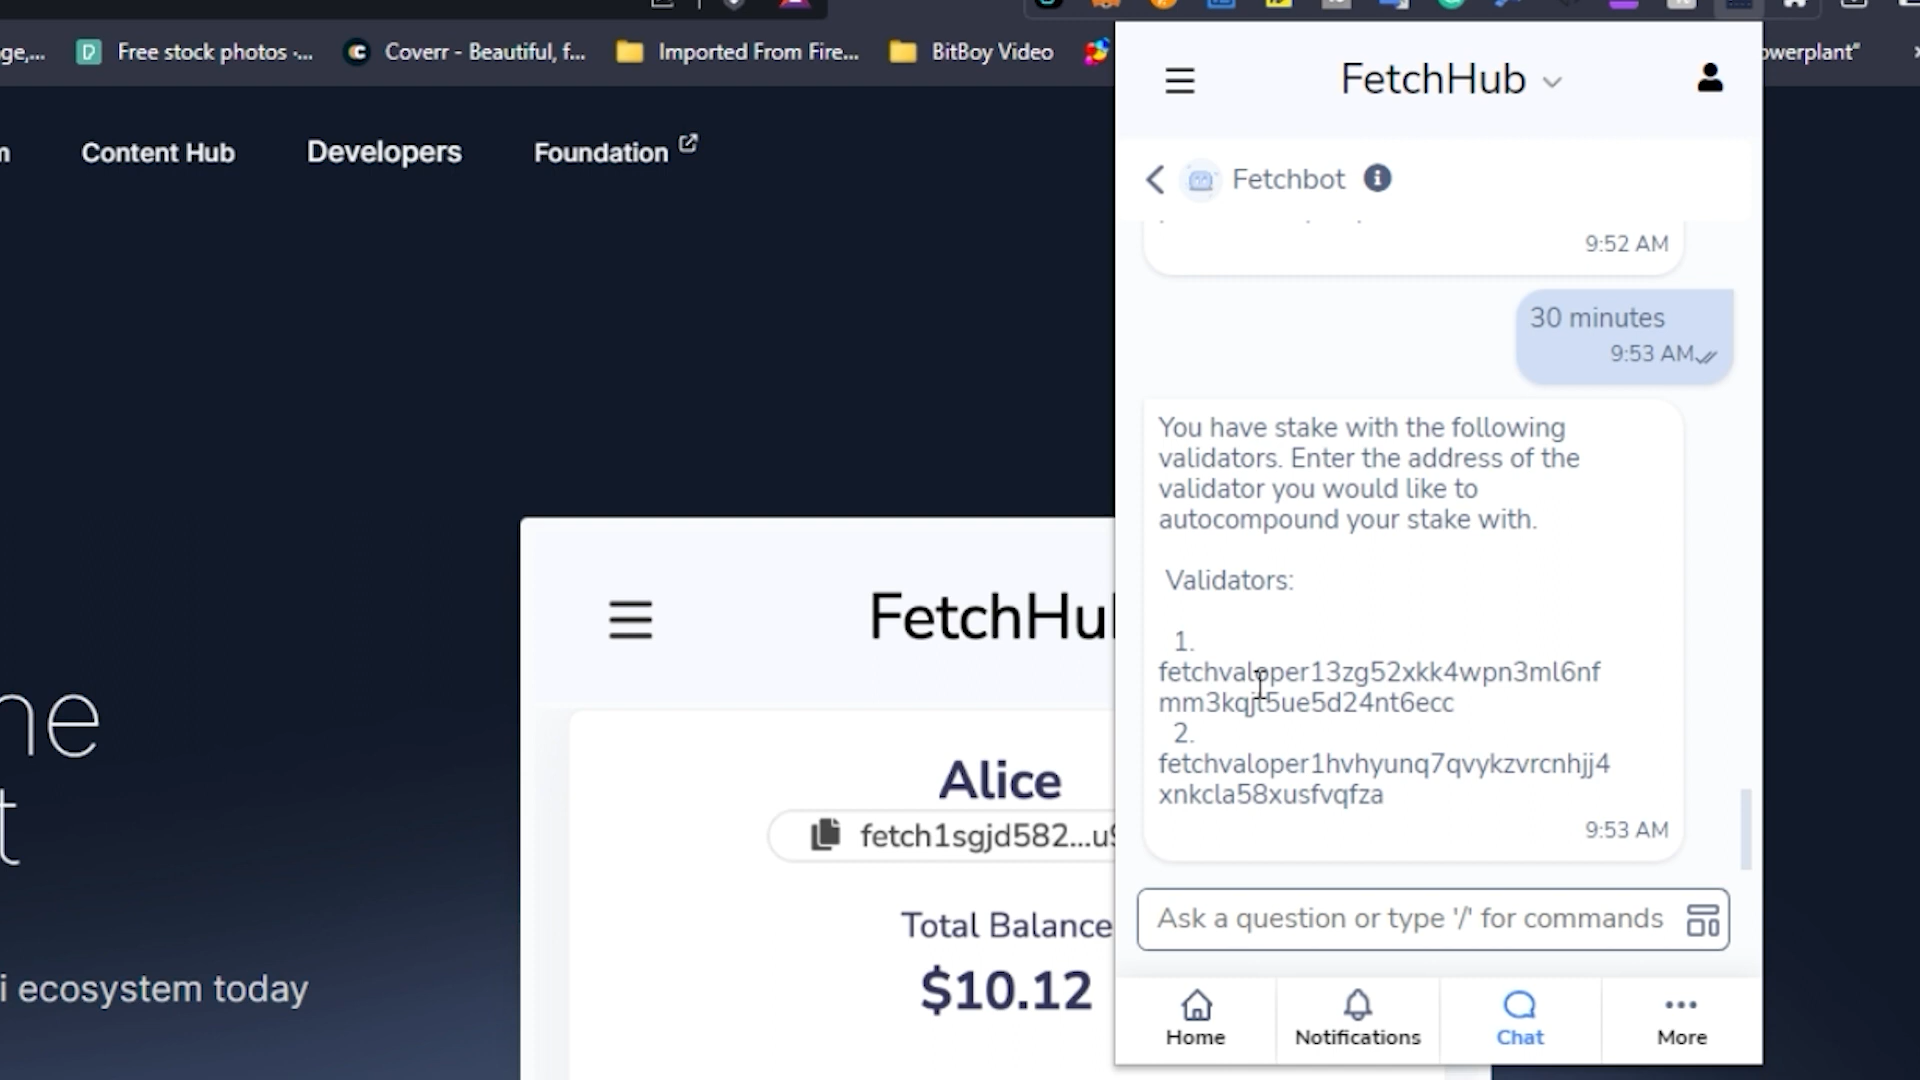 ge,...
Free stock photos ·...
Coverr - Beautiful, f...
Imported From Fire...
BitBoy Video
owerplant"
Content Hub
Developers
Foundation
ne
t
i ecosystem today
FetchHu
Alice
fetch1sgjd582...u
Total Balance
$10.12
FetchHub
Fetchbot
9:52 AM
30 minutes
9:53 AM
You have stake with the following
validators. Enter the address of the
validator you would like to
autocompound your stake with.
Validators:
1.
fetchvaloper13zg52xkk4wpn3ml6nf
mm3kqjt5ue5d24nt6ecc
2.
fetchvaloper1hvhyunq7qvykzvrcnhjj4
xnkcla58xusfvqfza
9:53 AM
Ask a question or type '/' for commands
Home
Notifications
Chat
More